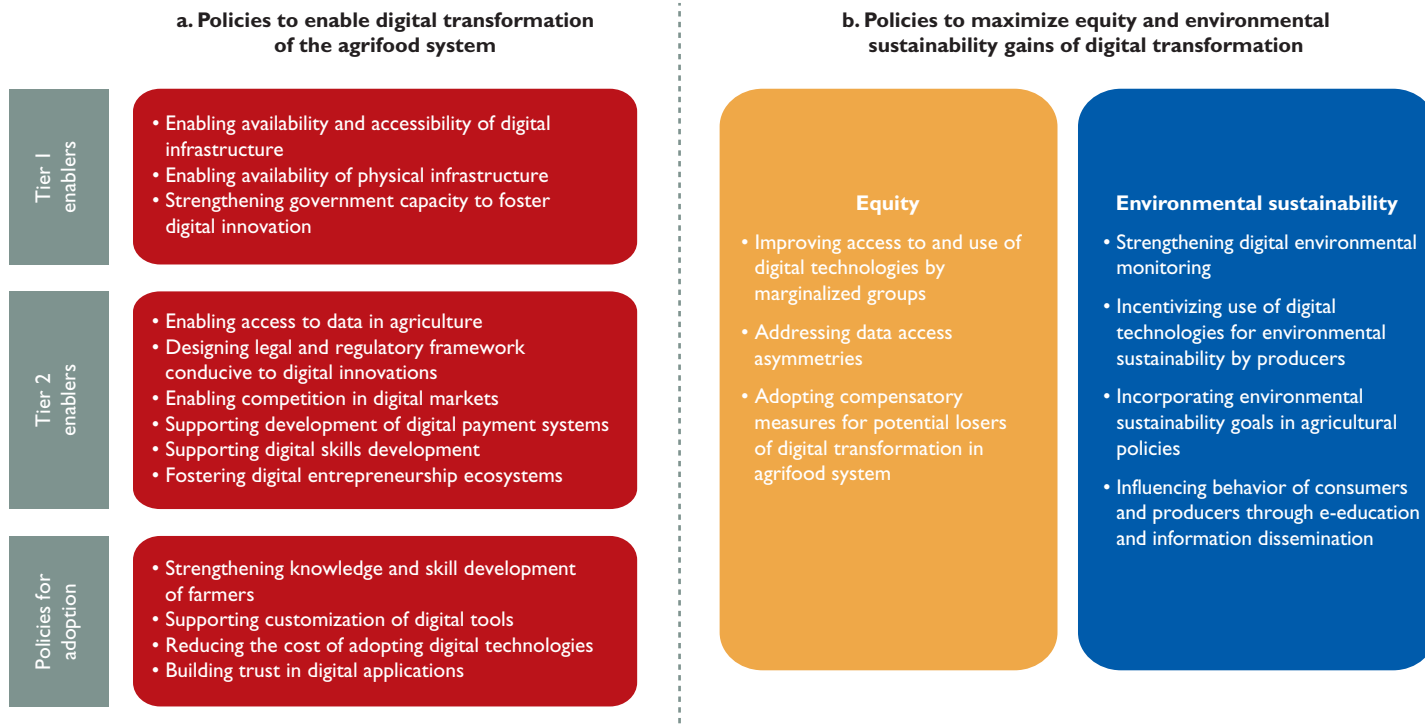 a. Policies to enable digital transformation
of the agrifood system
Tier 1
enablers
• Enabling availability and accessibility of digital
infrastructure
• Enabling availability of physical infrastructure
• Strengthening government capacity to foster
digital innovation
Tier 2
enablers
• Enabling access to data in agriculture
• Designing legal and regulatory framework
conducive to digital innovations
• Enabling competition in digital markets
• Supporting development of digital payment systems
• Supporting digital skills development
• Fostering digital entrepreneurship ecosystems
Policies for
adoption
• Strengthening knowledge and skill development
of farmers
• Supporting customization of digital tools
• Reducing the cost of adopting digital technologies
• Building trust in digital applications
b. Policies to maximize equity and environmental
sustainability gains of digital transformation
Equity
• Improving access to and use of
digital technologies by
marginalized groups
• Addressing data access
asymmetries
• Adopting compensatory
measures for potential losers
of digital transformation in
agrifood system
Environmental sustainability
• Strengthening digital environmental
monitoring
• Incentivizing use of digital
technologies for environmental
sustainability by producers
• Incorporating environmental
sustainability goals in agricultural
policies
• Influencing behavior of consumers
and producers through e-education
and information dissemination